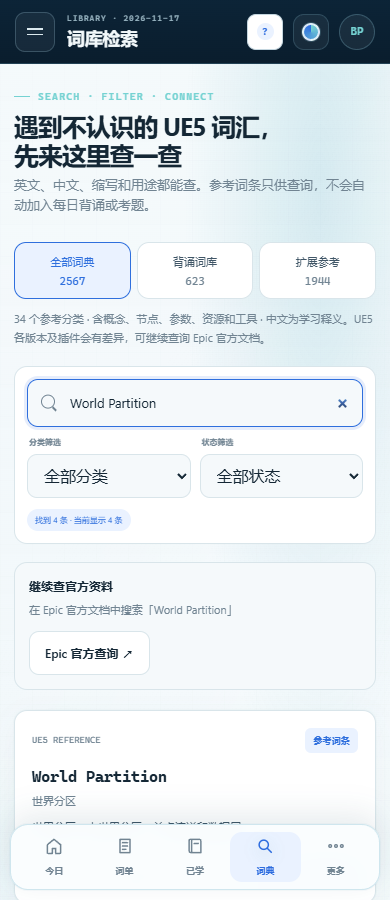 LIBRARY · 2026-11-17
词库检索
?
BP
SEARCH · FILTER · CONNECT
遇到不认识的 UE5 词汇，
先来这里查一查
英文、中文、缩写和用途都能查。参考词条只供查询，不会自
动加入每日背诵或考题。
全部词典
2567
背诵词库
623
扩展参考
1944
34 个参考分类 · 含概念、节点、参数、资源和工具 · 中文为学习释义。UE5
各版本及插件会有差异，可继续查询 Epic 官方文档。
World Partition
×
分类筛选
状态筛选
全部分类
全部状态
找到 4 条 · 当前显示 4 条
继续查官方资料
在 Epic 官方文档中搜索「World Partition」
Epic 官方查询 ↗
UE5 REFERENCE
参考词条
World Partition
世界分区
今日
词单
已学
词典
更多